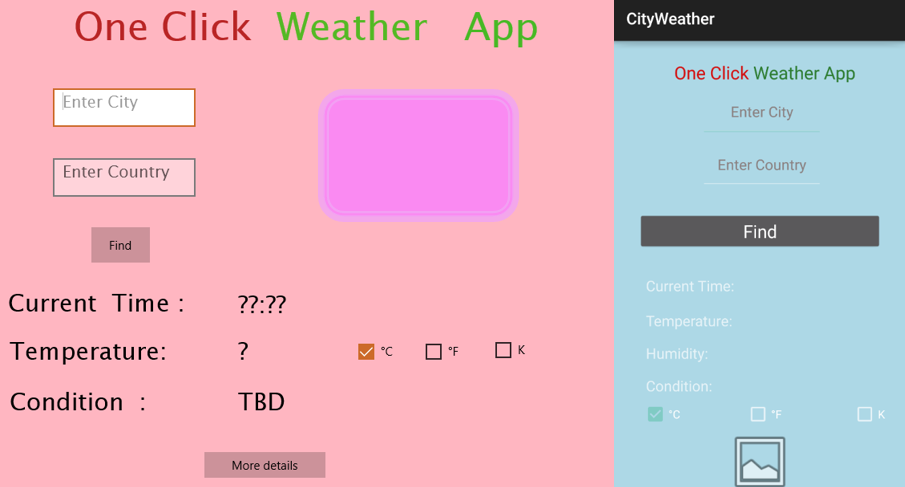 One Click Weather App
Enter City
Enter Country
Find
Current Time : ??:??
Temperature: ? °C °F K
Condition : TBD
More details
CityWeather
One Click Weather App
Enter City
Enter Country
Find
Current Time:
Temperature:
Humidity:
Condition:
°C °F K